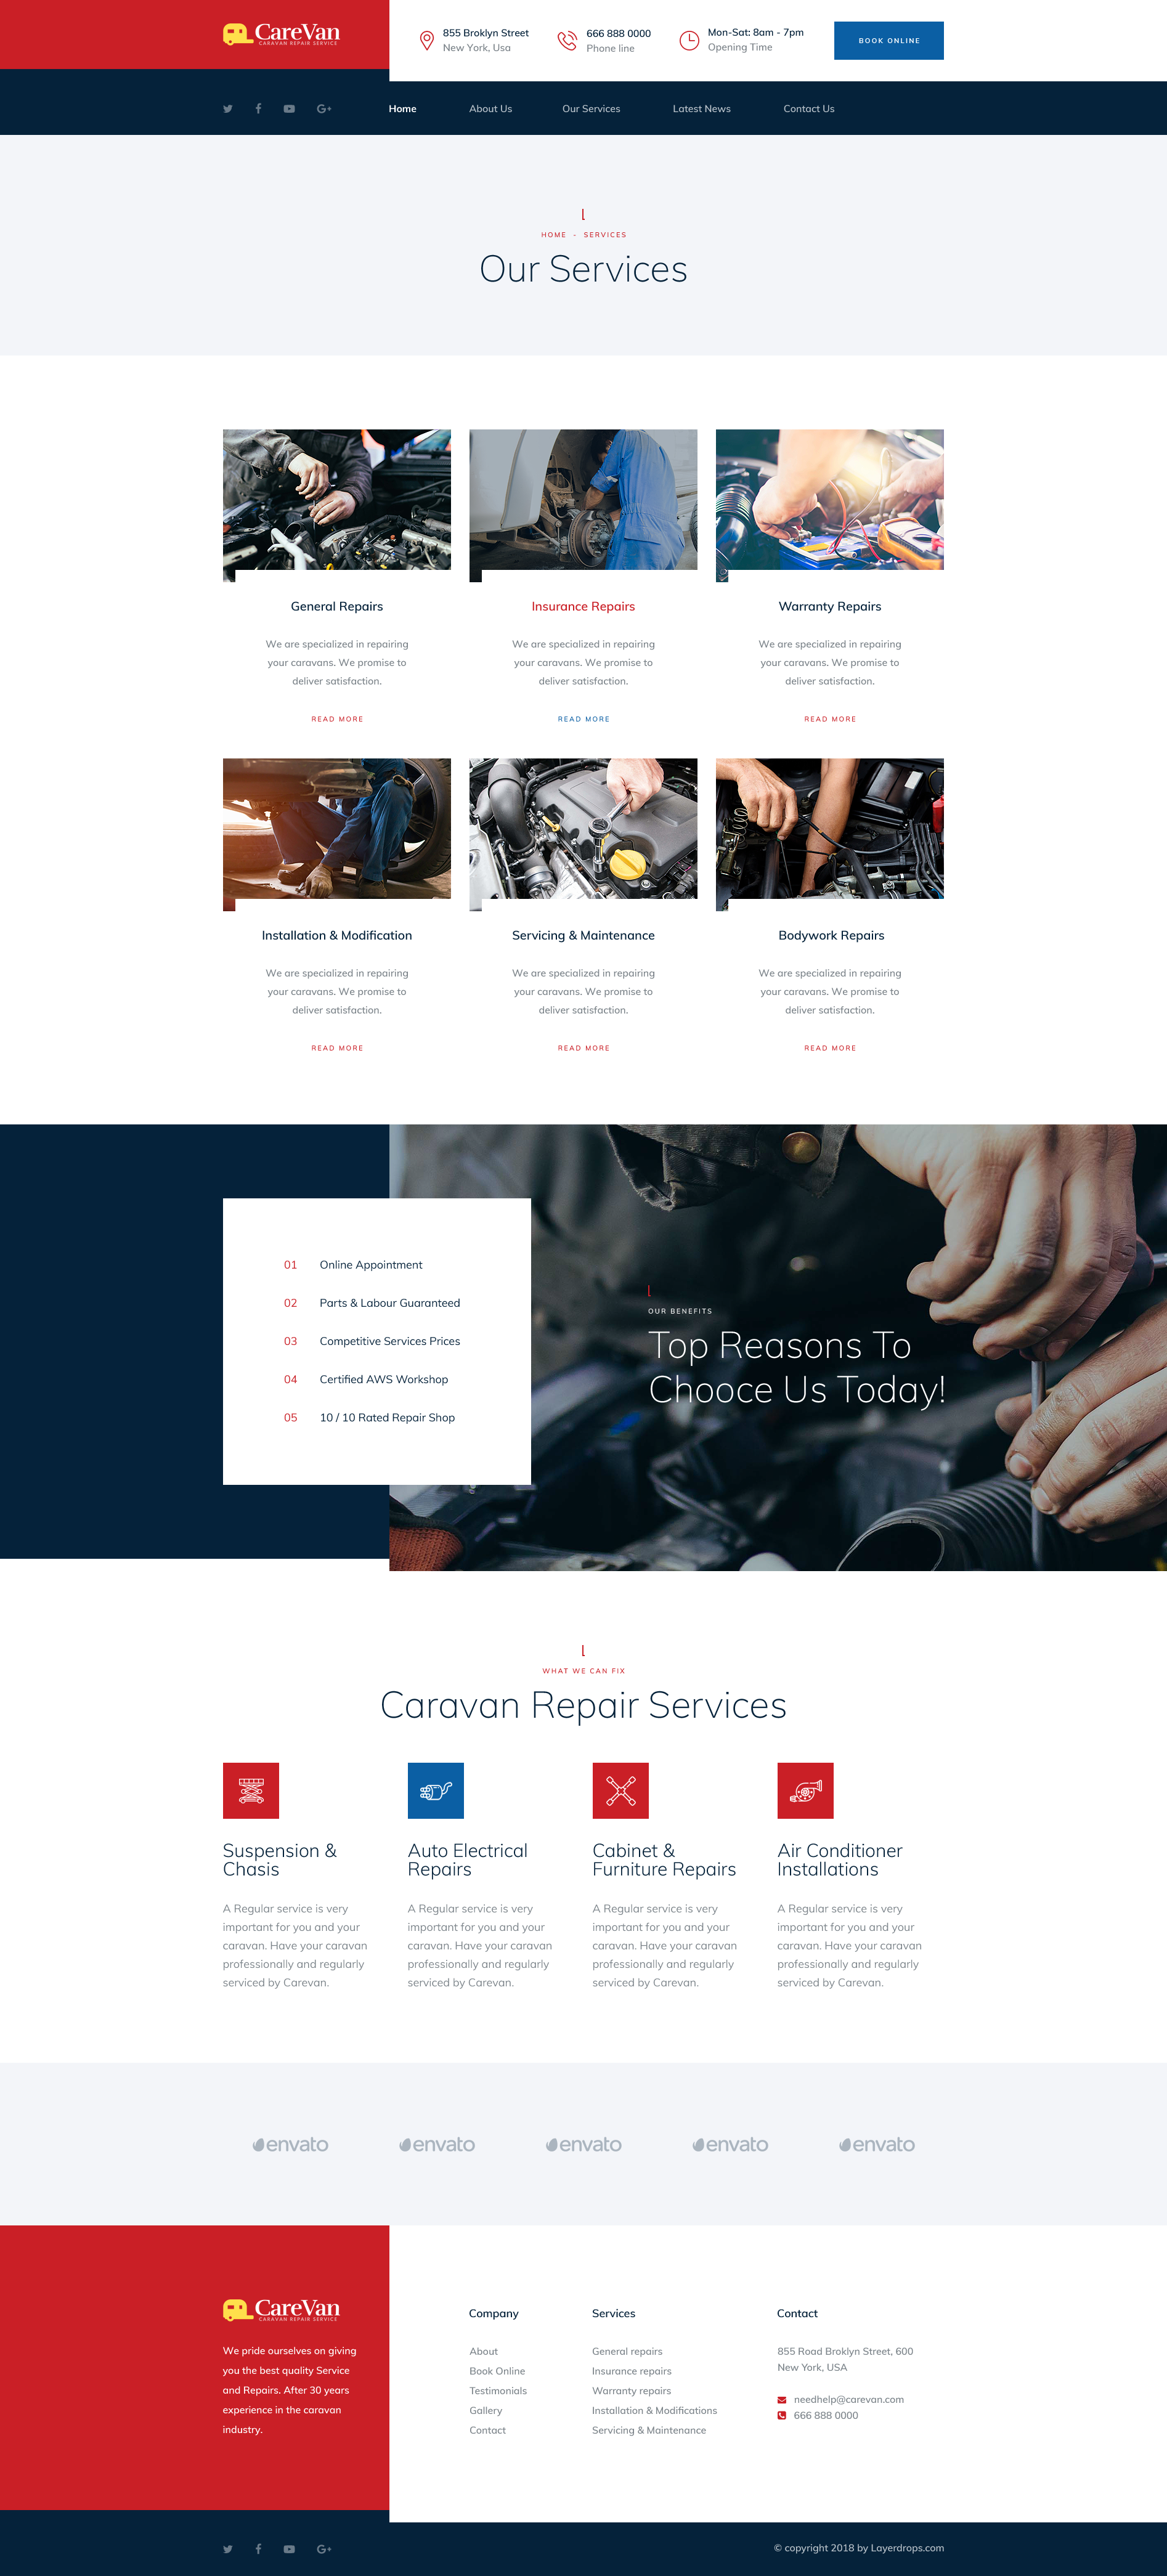 CareVan
CARAVAN REPAIR SERVICE
855 Broklyn Street
New York, Usa
666 888 0000
Phone line
Mon-Sat: 8am - 7pm
Opening Time
BOOK ONLINE
Home
About Us
Our Services
Latest News
Contact Us
HOME - SERVICES
Our Services
General Repairs
We are specialized in repairing
your caravans. We promise to
deliver satisfaction.
READ MORE
Insurance Repairs
We are specialized in repairing
your caravans. We promise to
deliver satisfaction.
READ MORE
Warranty Repairs
We are specialized in repairing
your caravans. We promise to
deliver satisfaction.
READ MORE
Installation & Modification
We are specialized in repairing
your caravans. We promise to
deliver satisfaction.
READ MORE
Servicing & Maintenance
We are specialized in repairing
your caravans. We promise to
deliver satisfaction.
READ MORE
Bodywork Repairs
We are specialized in repairing
your caravans. We promise to
deliver satisfaction.
READ MORE
01 Online Appointment
02 Parts & Labour Guaranteed
03 Competitive Services Prices
04 Certified AWS Workshop
05 10 / 10 Rated Repair Shop
OUR BENEFITS
Top Reasons To
Chooce Us Today!
WHAT WE CAN FIX
Caravan Repair Services
Suspension &
Chasis
A Regular service is very
important for you and your
caravan. Have your caravan
professionally and regularly
serviced by Carevan.
Auto Electrical
Repairs
A Regular service is very
important for you and your
caravan. Have your caravan
professionally and regularly
serviced by Carevan.
Cabinet &
Furniture Repairs
A Regular service is very
important for you and your
caravan. Have your caravan
professionally and regularly
serviced by Carevan.
Air Conditioner
Installations
A Regular service is very
important for you and your
caravan. Have your caravan
professionally and regularly
serviced by Carevan.
envato
envato
envato
envato
envato
CareVan
CARAVAN REPAIR SERVICE
We pride ourselves on giving
you the best quality Service
and Repairs. After 30 years
experience in the caravan
industry.
Company
About
Book Online
Testimonials
Gallery
Contact
Services
General repairs
Insurance repairs
Warranty repairs
Installation & Modifications
Servicing & Maintenance
Contact
855 Road Broklyn Street, 600
New York, USA
needhelp@carevan.com
666 888 0000
© copyright 2018 by Layerdrops.com